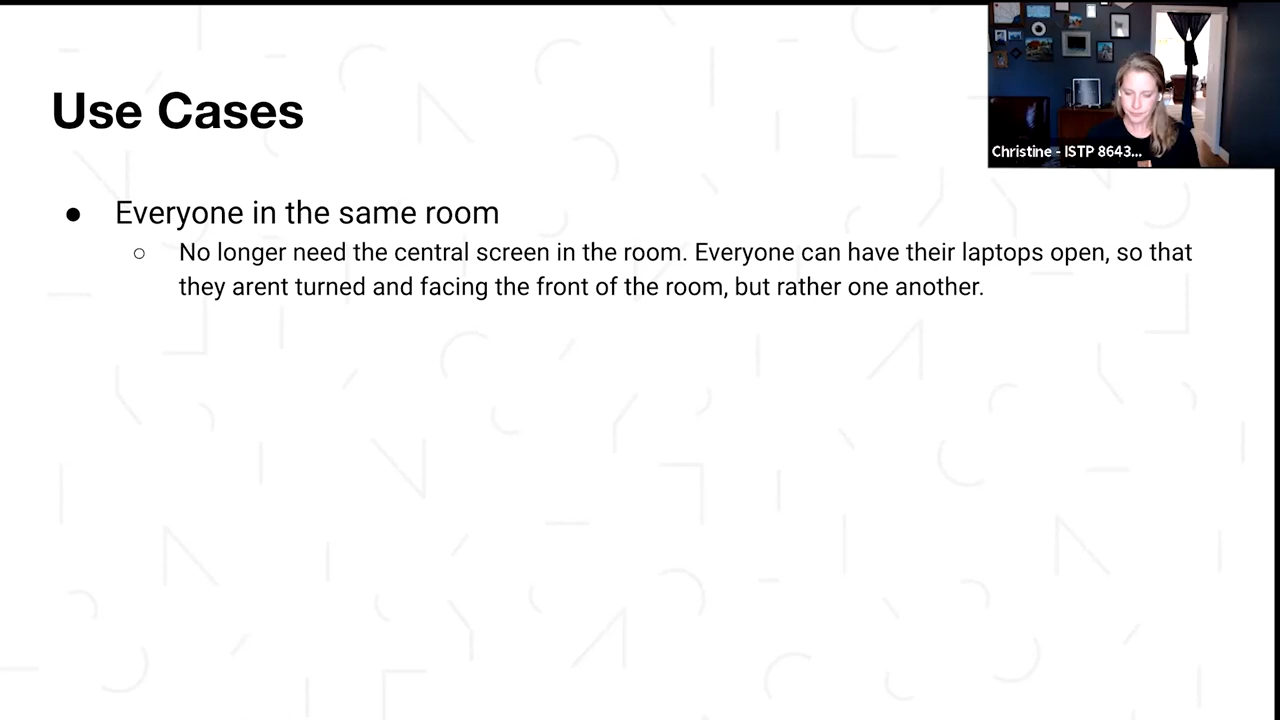 Use Cases
Christine - ISTP 8643...
● Everyone in the same room
○ No longer need the central screen in the room. Everyone can have their laptops open, so that
they arent turned and facing the front of the room, but rather one another.